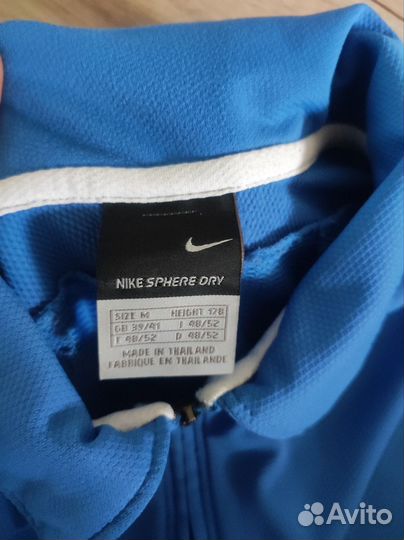 NIKE SPHERE DRY
SIZE M HEIGHT 178
GB 39/41 I 48/52
F 48/52 D 48/52
MADE IN THAILAND
FABRIQUE EN THAILANDE
Avito